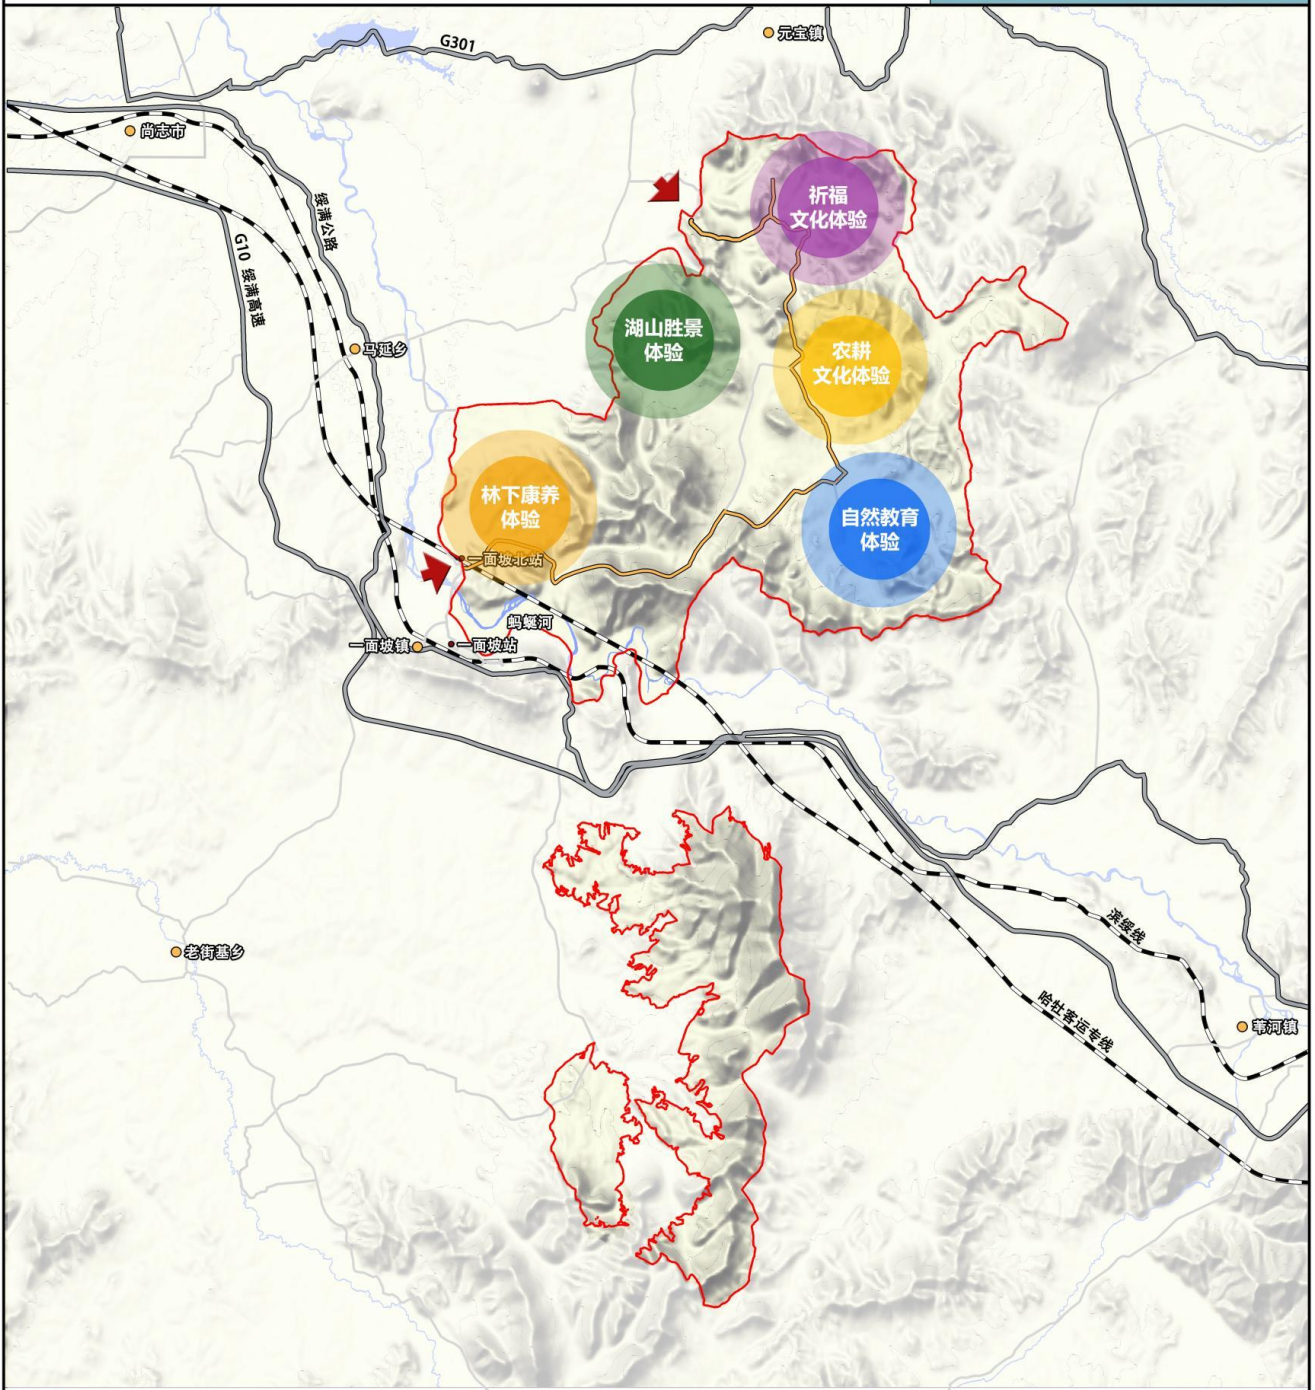 元宝镇
G301
尚志市
祈福
文化体验
绥满公路
G10 绥满高速
湖山胜景
体验
农耕
文化体验
马延乡
林下康养
体验
自然教育
体验
一面坡北站
蚂蜒河
一面坡镇
一面坡站
滨绥线
老街基乡
哈牡客运专线
苇河镇